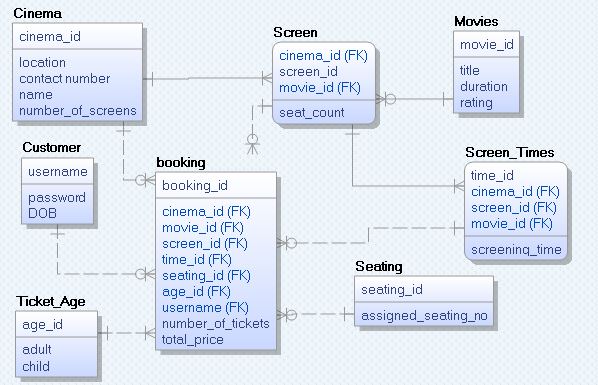 Cinema
cinema_id
location
contact number
name
number_of_screens
Screen
cinema_id (FK)
screen_id
movie_id (FK)
seat_count
Movies
movie_id
title
duration
rating
Customer
username
password
DOB
booking
booking_id
cinema_id (FK)
movie_id (FK)
screen_id (FK)
time_id (FK)
seating_id (FK)
age_id (FK)
username (FK)
number_of_tickets
total_price
Screen_Times
time_id
cinema_id (FK)
screen_id (FK)
movie_id (FK)
screening_time
Seating
seating_id
assigned_seating_no
Ticket_Age
age_id
adult
child